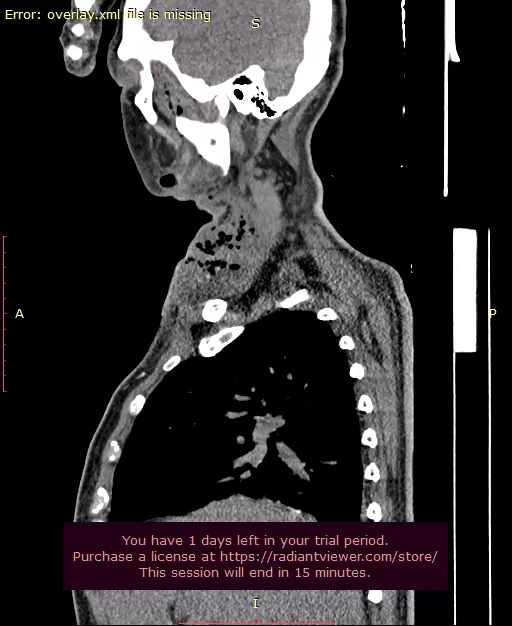 Error: overlay.xml file is missing
S
A
P
You have 1 days left in your trial period.
Purchase a license at https://radiantviewer.com/store/
This session will end in 15 minutes.
I